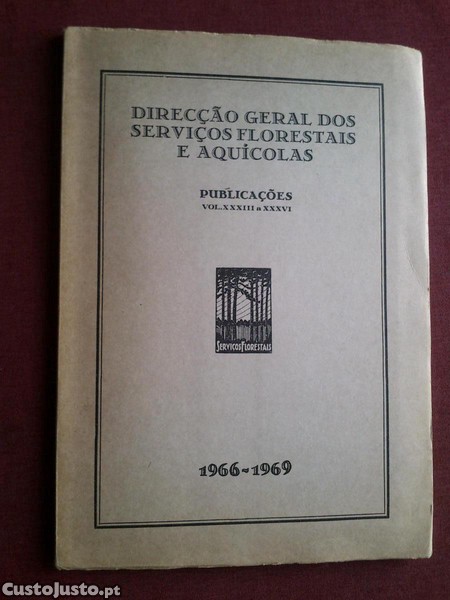 DIRECÇÃO GERAL DOS
SERVIÇOS FLORESTAIS
E AQUÍCOLAS
PUBLICAÇÕES
VOL. XXXIII a XXXVI
SERVIÇOS FLORESTAIS
1966-1969
CustoJusto.pt